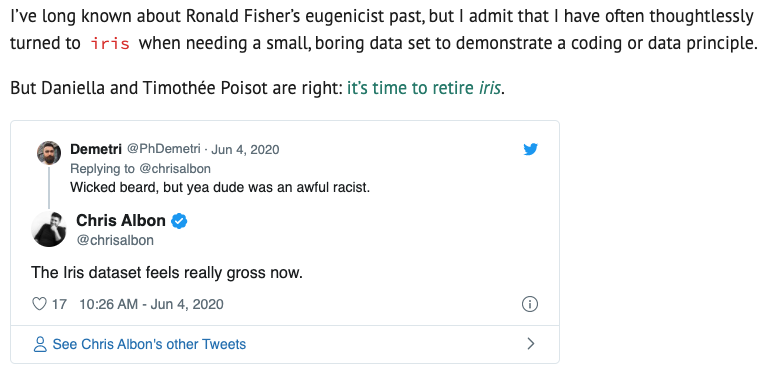 I've long known about Ronald Fisher's eugenicist past, but I admit that I have often thoughtlessly
turned to iris when needing a small, boring data set to demonstrate a coding or data principle.
But Daniella and Timothée Poisot are right: it's time to retire iris.
Demetri @PhDemetri · Jun 4, 2020
Replying to @chrisalbon
Wicked beard, but yea dude was an awful racist.
Chris Albon
@chrisalbon
The Iris dataset feels really gross now.
17 10:26 AM - Jun 4, 2020
See Chris Albon's other Tweets